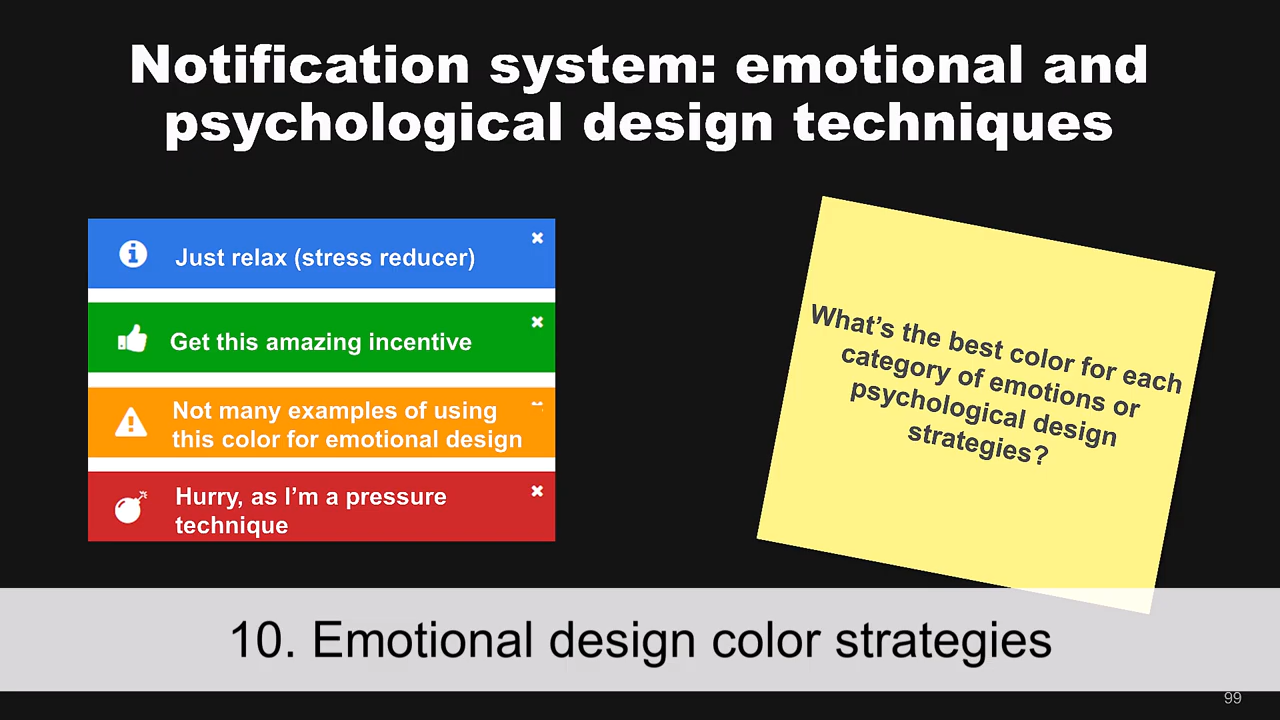 Notification system: emotional and
psychological design techniques
Just relax (stress reducer)
Get this amazing incentive
Not many examples of using
this color for emotional design
Hurry, as I’m a pressure
technique
What’s the best color for each
category of emotions or
psychological design
strategies?
10. Emotional design color strategies
99